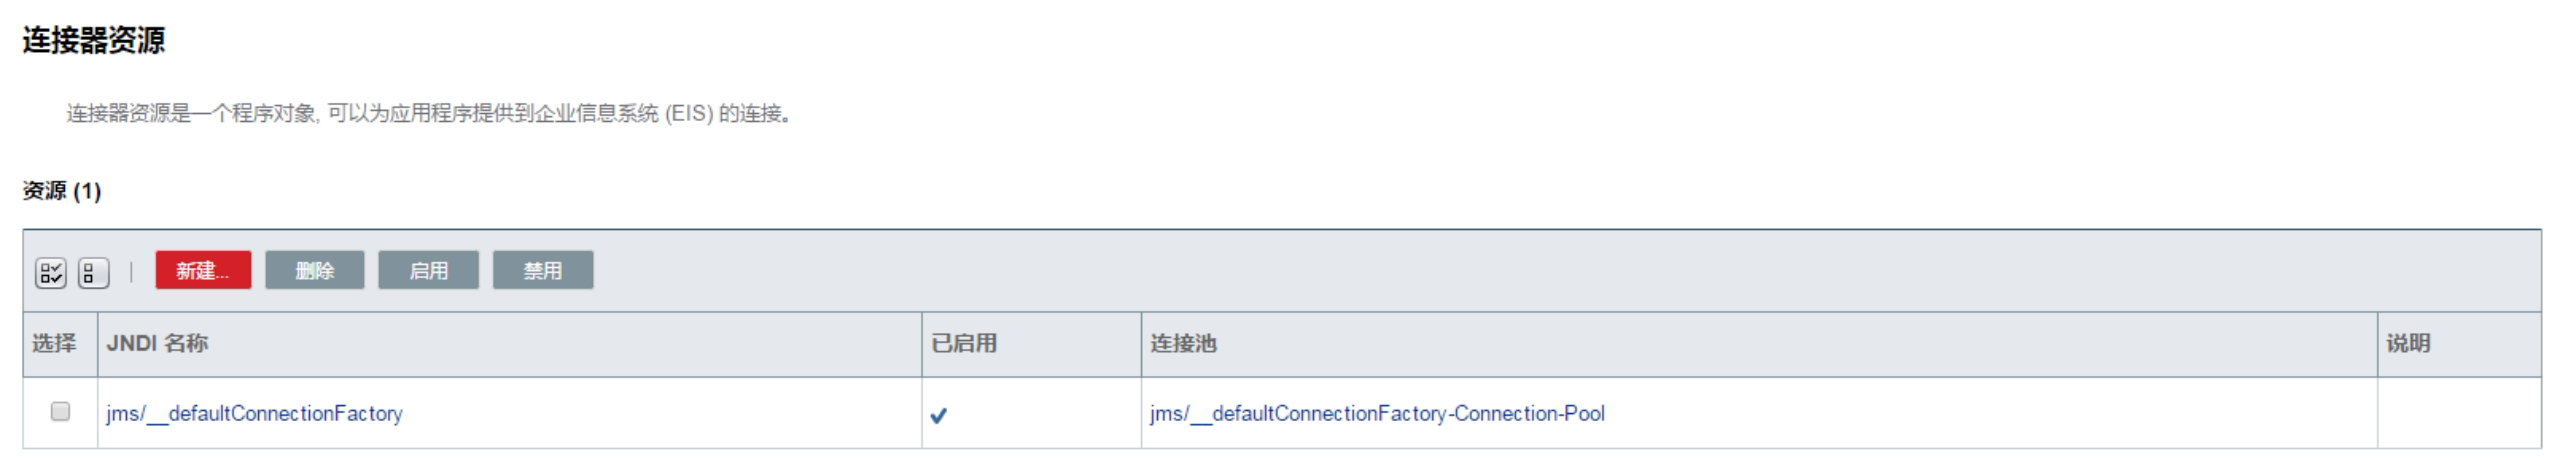 连接器资源
连接器资源是一个程序对象, 可以为应用程序提供到企业信息系统 (EIS) 的连接。
资源 (1)
新建... 删除 启用 禁用
选择 JNDI 名称 已启用 连接池 说明
jms/__defaultConnectionFactory jms/__defaultConnectionFactory-Connection-Pool